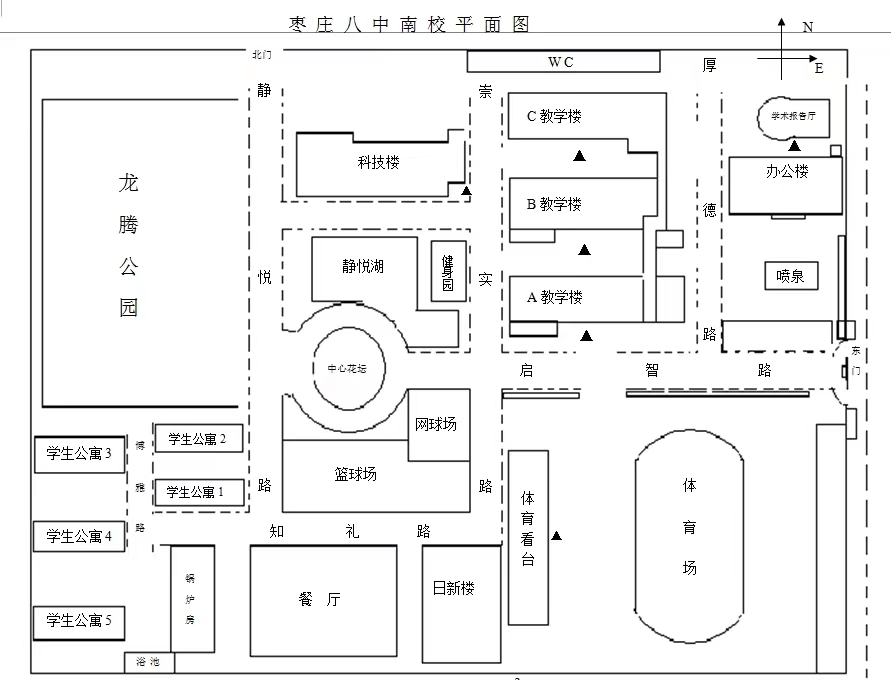 枣庄八中南校平面图
N
E
北门
WC
静悦路
崇实路
厚德路
C教学楼
学术报告厅
科技楼
龙腾公园
办公楼
B教学楼
静悦湖
健身园
喷泉
A教学楼
中心花坛
启智路
东门
网球场
学生公寓2
学生公寓3
博雅路
篮球场
学生公寓1
体育看台
体育场
学生公寓4
知礼路
锅炉房
餐厅
日新楼
学生公寓5
浴池